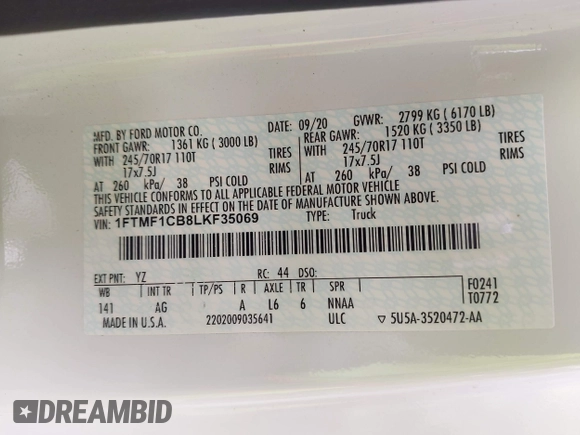 MFD. BY FORD MOTOR CO.
DATE: 09/20 GVWR: 2799 KG ( 6170 LB)
FRONT GAWR: 1361 KG ( 3000 LB) REAR GAWR: 1520 KG ( 3350 LB)
WITH 245/70R17 110T TIRES WITH 245/70R17 110T TIRES
17x7.5J RIMS 17x7.5J RIMS
AT 260 kPa/ 38 PSI COLD AT 260 kPa/ 38 PSI COLD
THIS VEHICLE CONFORMS TO ALL APPLICABLE FEDERAL MOTOR VEHICLE
SAFETY STANDARDS IN EFFECT ON THE DATE OF MANUFACTURE SHOWN ABOVE.
VIN: 1FTMF1CB8LKF35069 TYPE: Truck
EXT PNT: YZ RC: 44 DSO:
WB INT TR TP/PS R AXLE TR SPR F0241
141 AG A L6 6 NNAA T0772
MADE IN U.S.A. 2202009035641 ULC ▽ 5U5A-3520472-AA
DREAMBID